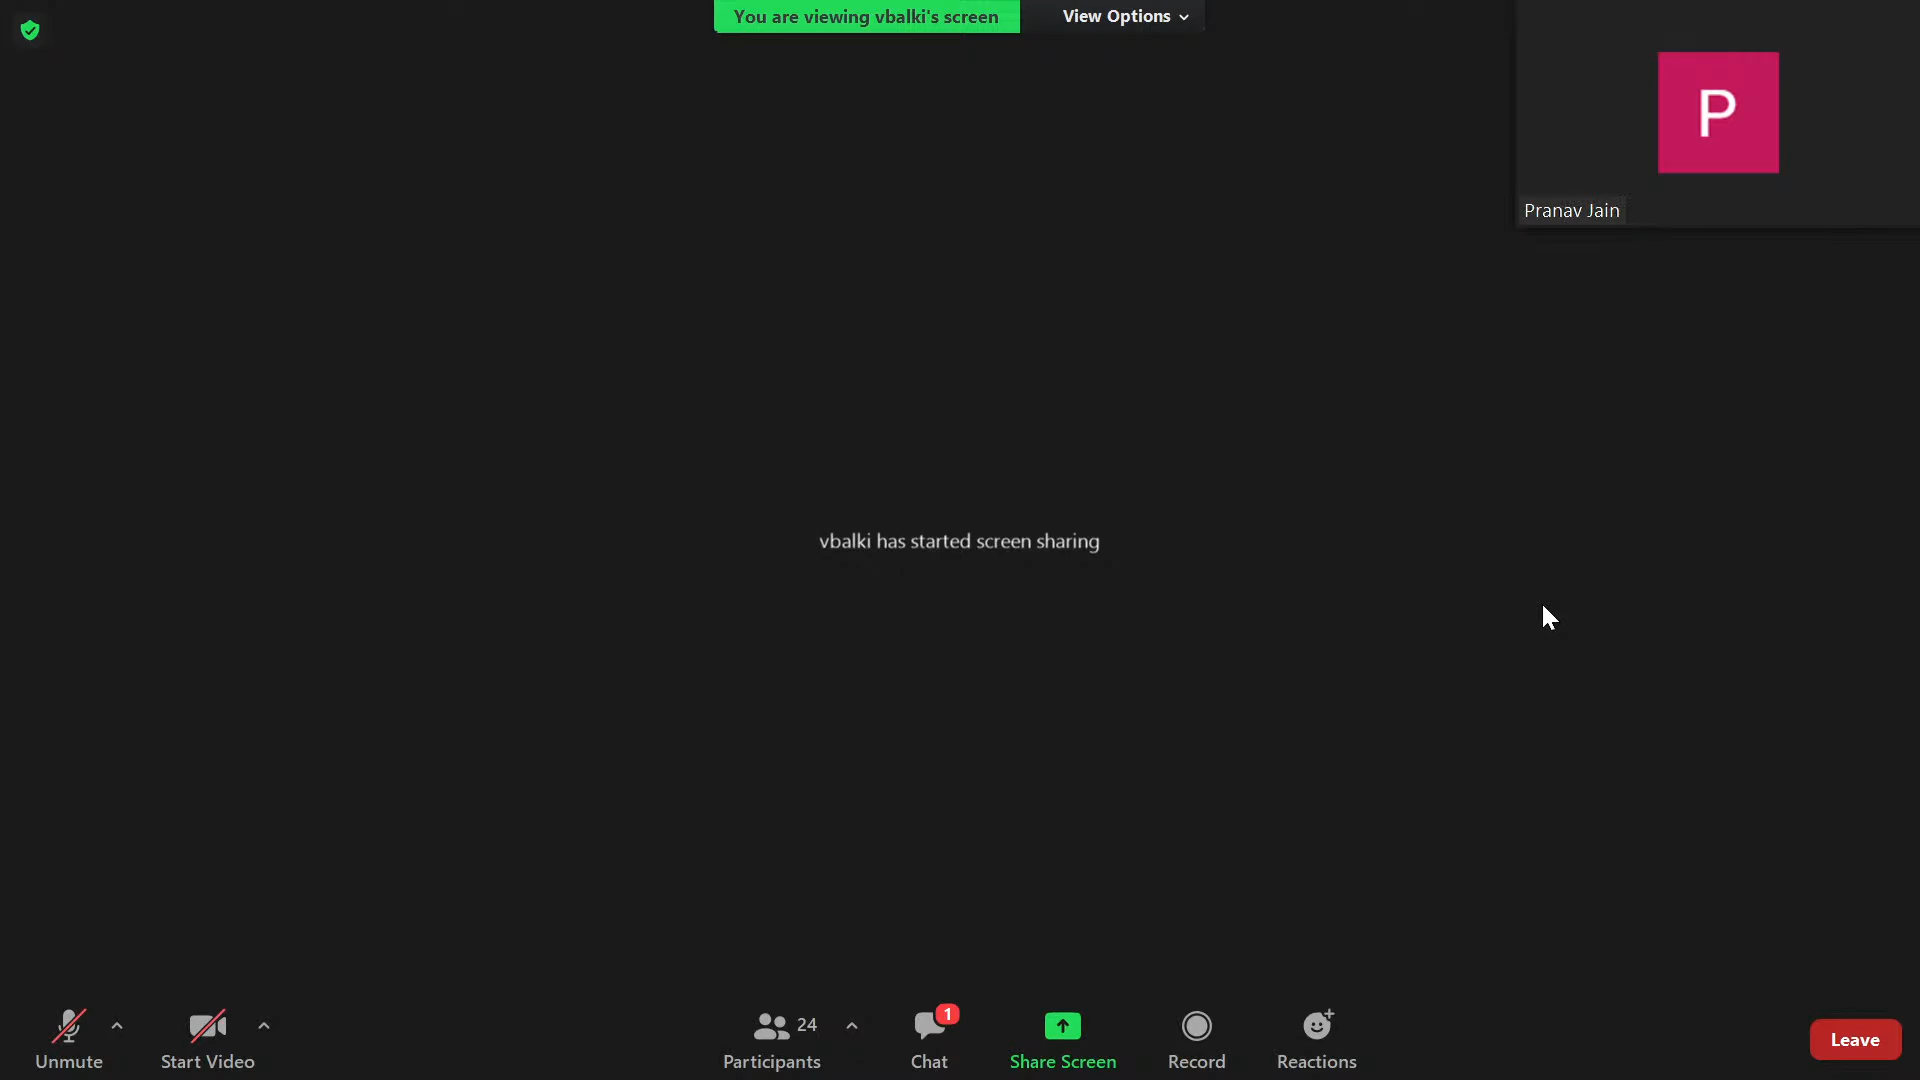 You are viewing vbalki's screen
View Options
P
Pranav Jain
vbalki has started screen sharing
24
1
Unmute
Start Video
Participants
Chat
Share Screen
Record
Reactions
Leave